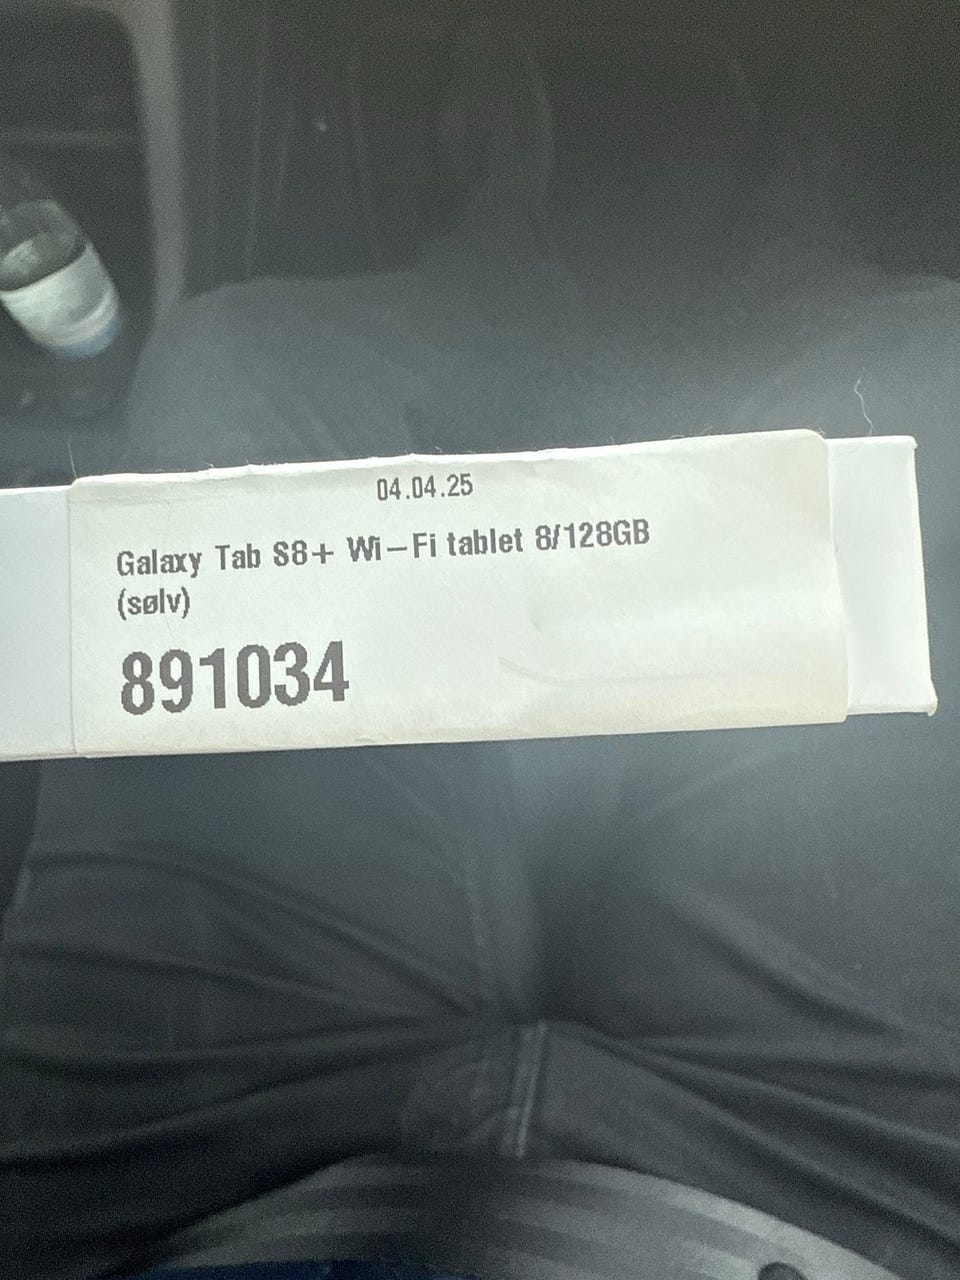 04.04.25
Galaxy Tab S8+ Wi-Fi tablet 8/128GB
(sølv)
891034